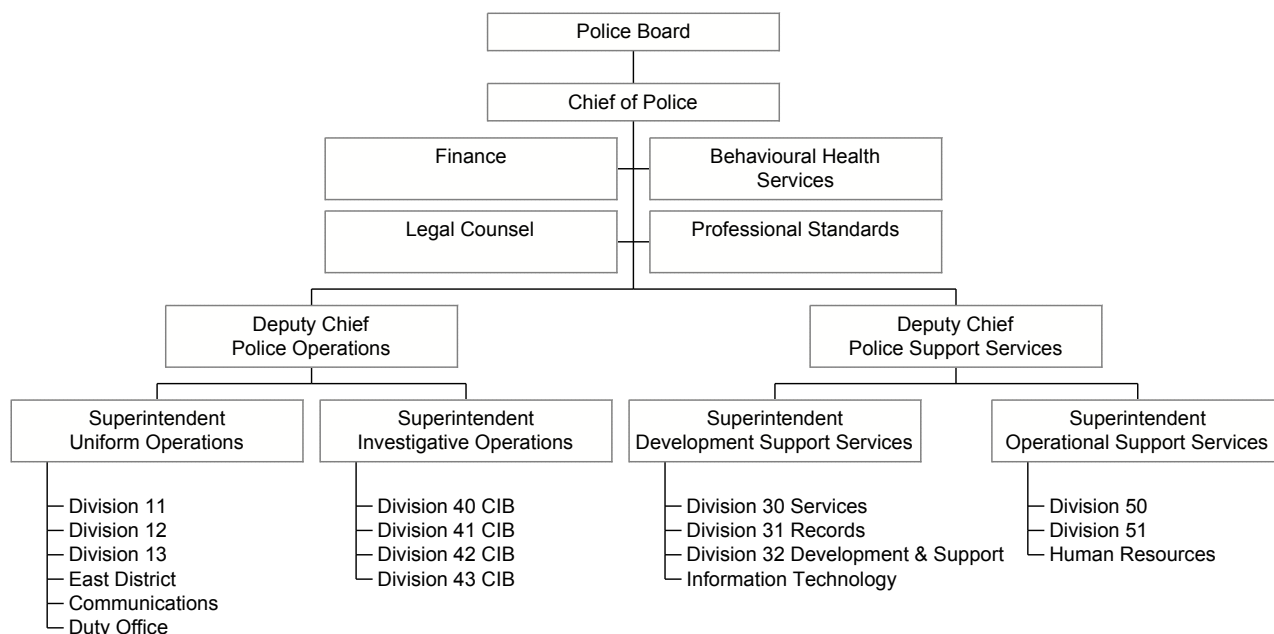 Police Board
Chief of Police
Finance
Behavioural Health
Services
Legal Counsel
Professional Standards
Deputy Chief
Police Operations
Deputy Chief
Police Support Services
Superintendent
Uniform Operations
Superintendent
Investigative Operations
Superintendent
Development Support Services
Superintendent
Operational Support Services
Division 11
Division 12
Division 13
East District
Communications
Duty Office
Division 40 CIB
Division 41 CIB
Division 42 CIB
Division 43 CIB
Division 30 Services
Division 31 Records
Division 32 Development & Support
Information Technology
Division 50
Division 51
Human Resources